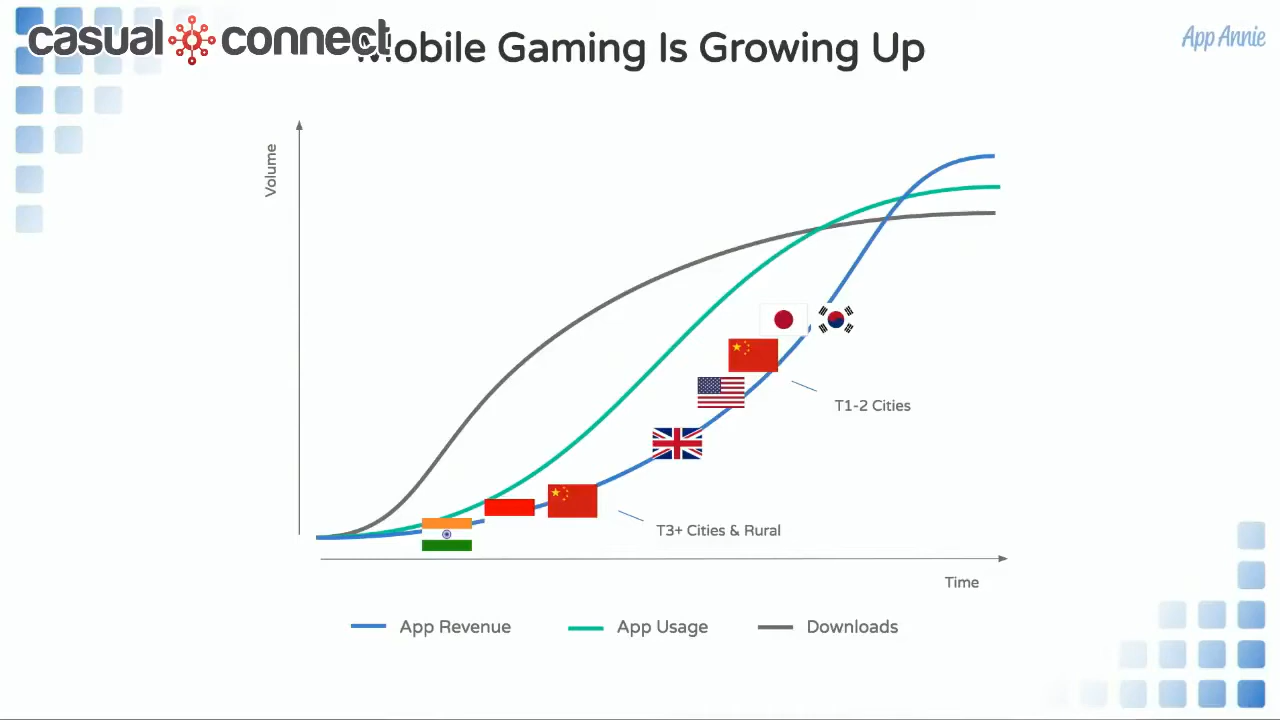 casual connect
Mobile Gaming Is Growing Up
App Annie
Volume
T1-2 Cities
T3+ Cities & Rural
Time
App Revenue
App Usage
Downloads